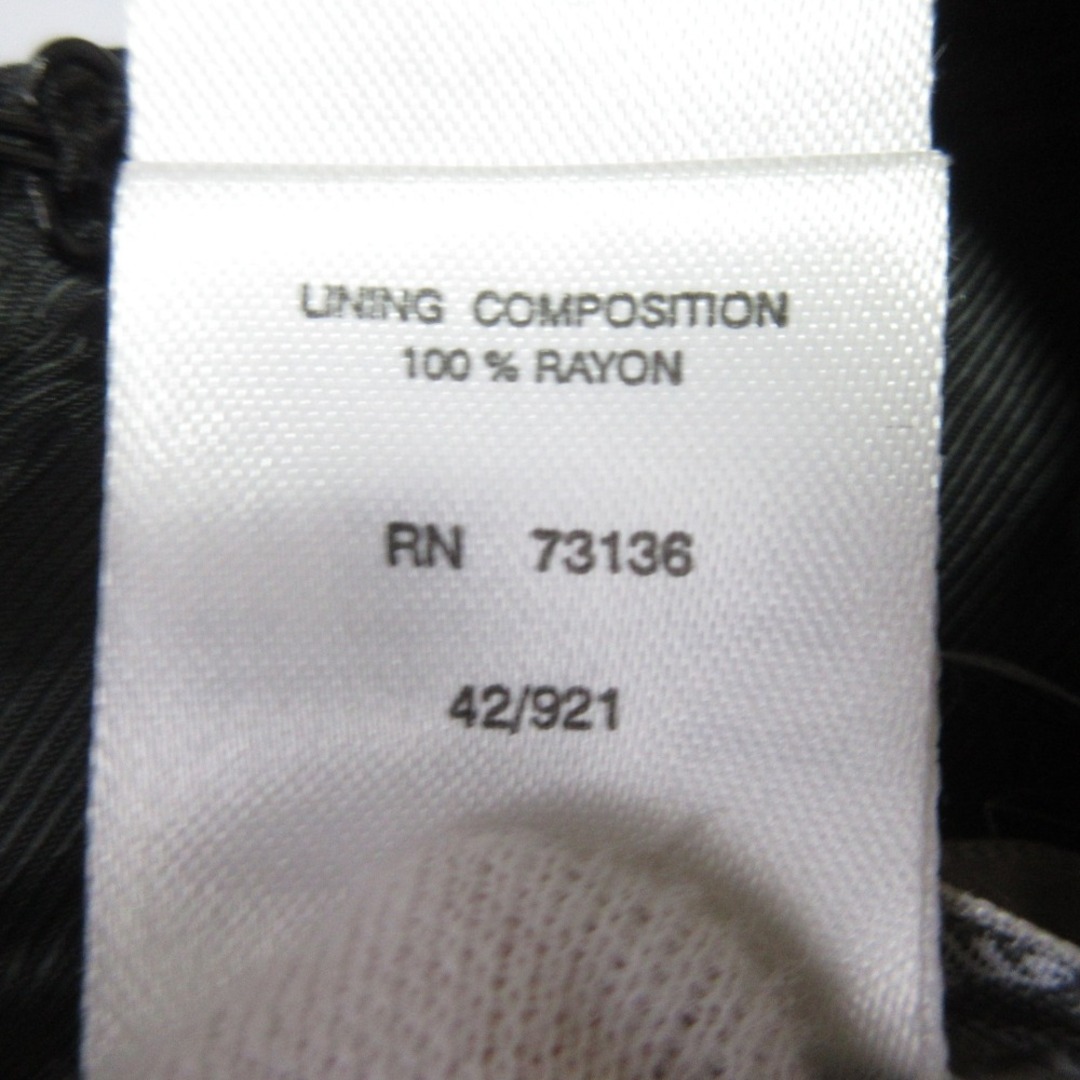 LINING COMPOSITION
100 % RAYON
RN 73136
42/921